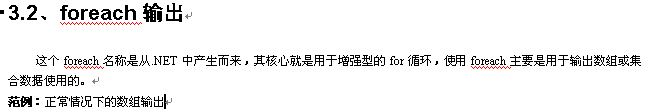 3.2、foreach 输出
这个 foreach 名称是从.NET 中产生而来，其核心就是用于增强型的 for 循环，使用 foreach 主要是用于输出数组或集
合数据使用的。
范例：正常情况下的数组输出